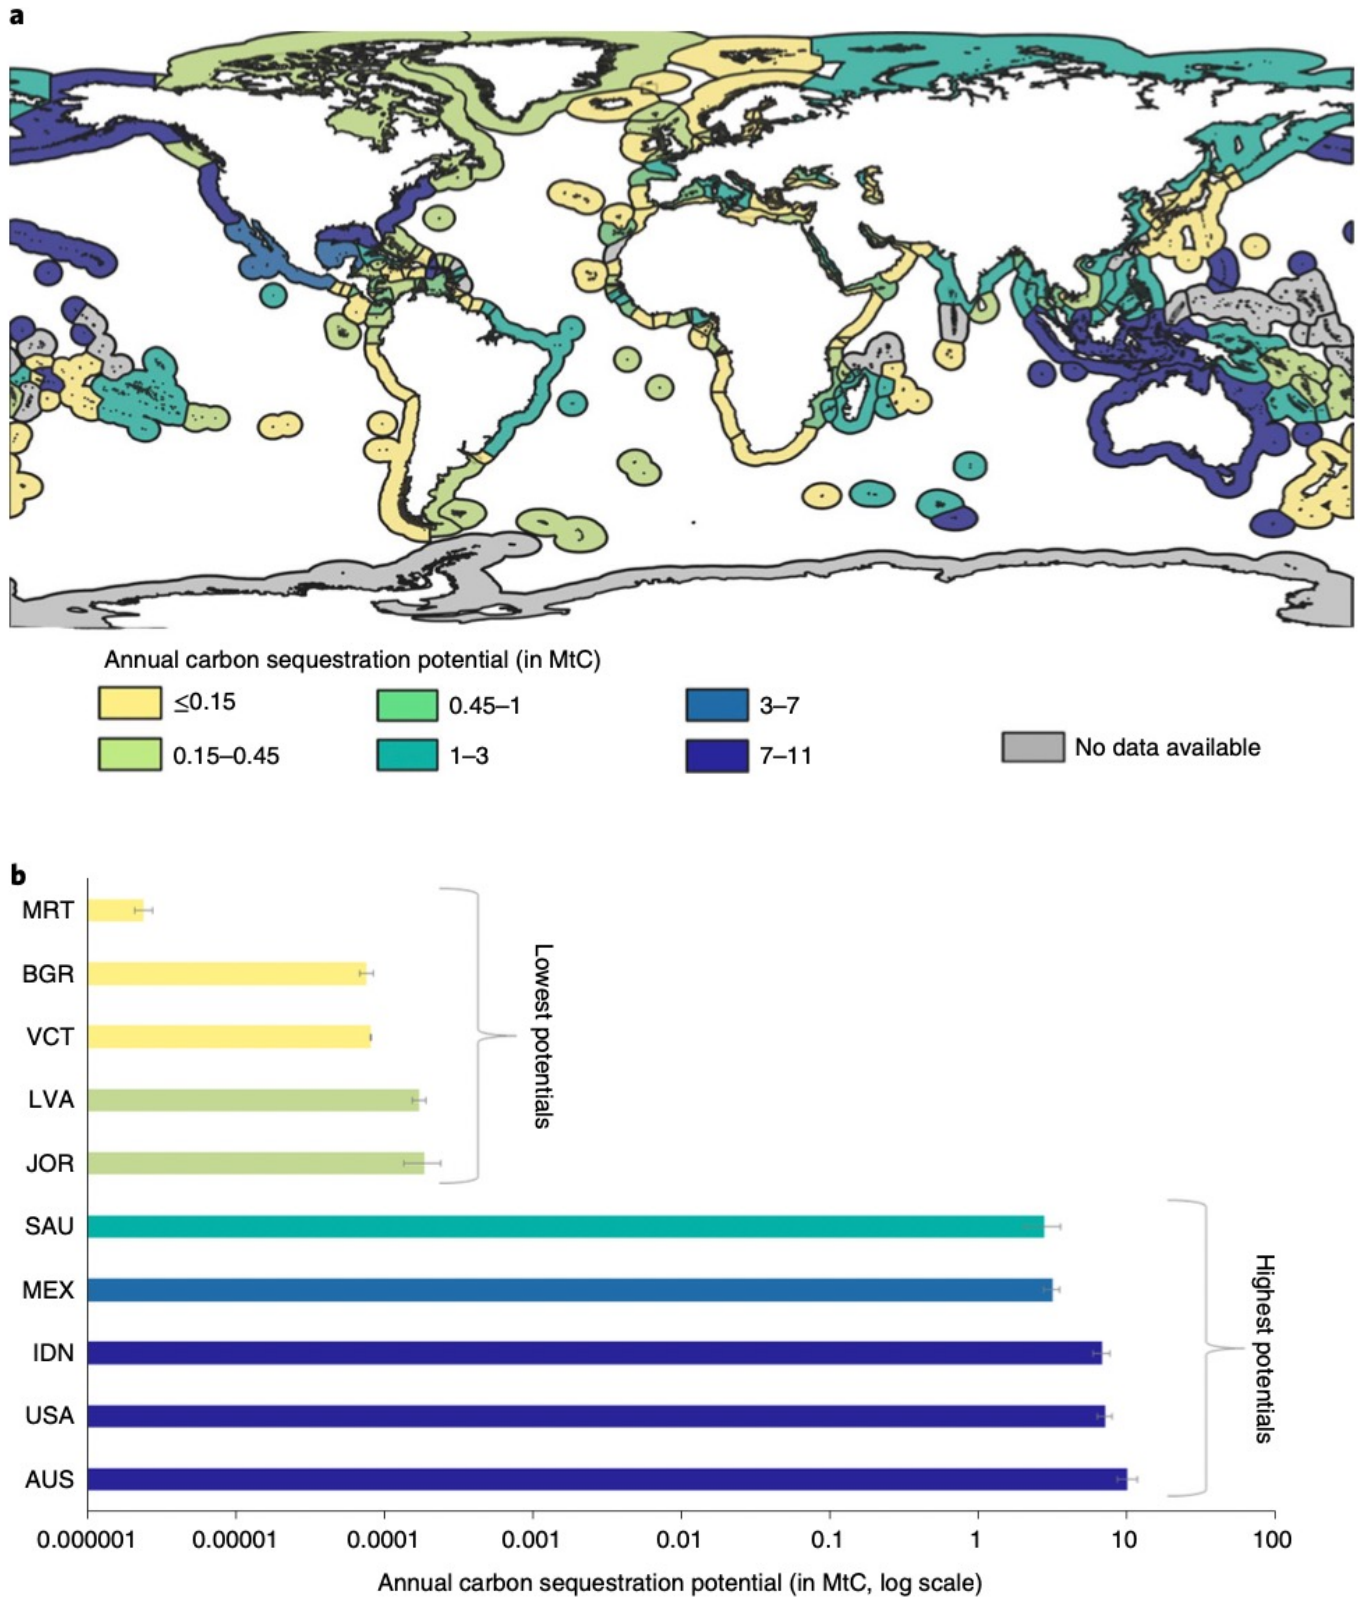 a
Annual carbon sequestration potential (in MtC)
≤0.15
0.45–1
3–7
0.15–0.45
1–3
7–11
No data available
b
MRT
BGR
VCT
LVA
JOR
SAU
MEX
IDN
USA
AUS
Lowest potentials
Highest potentials
0.000001 0.00001 0.0001 0.001 0.01 0.1 1 10 100
Annual carbon sequestration potential (in MtC, log scale)